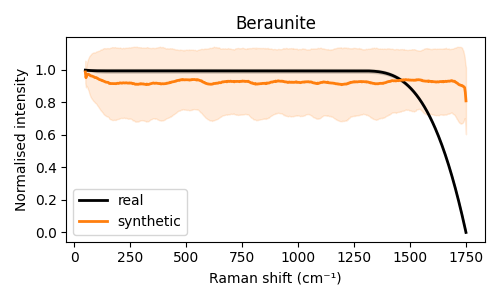 Beraunite
Normalised intensity
1.0
0.8
0.6
0.4
0.2
0.0
real
synthetic
0 250 500 750 1000 1250 1500 1750
Raman shift (cm⁻¹)